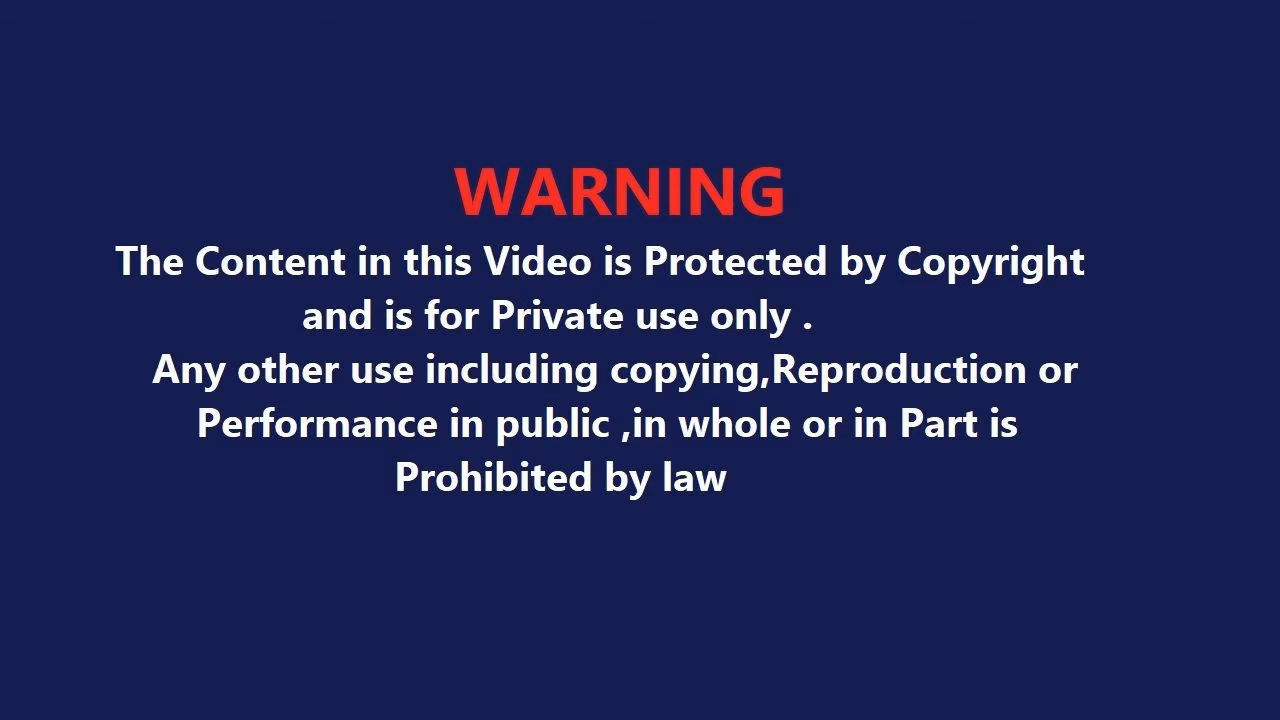 WARNING
The Content in this Video is Protected by Copyright
and is for Private use only .
Any other use including copying,Reproduction or
Performance in public ,in whole or in Part is
Prohibited by law